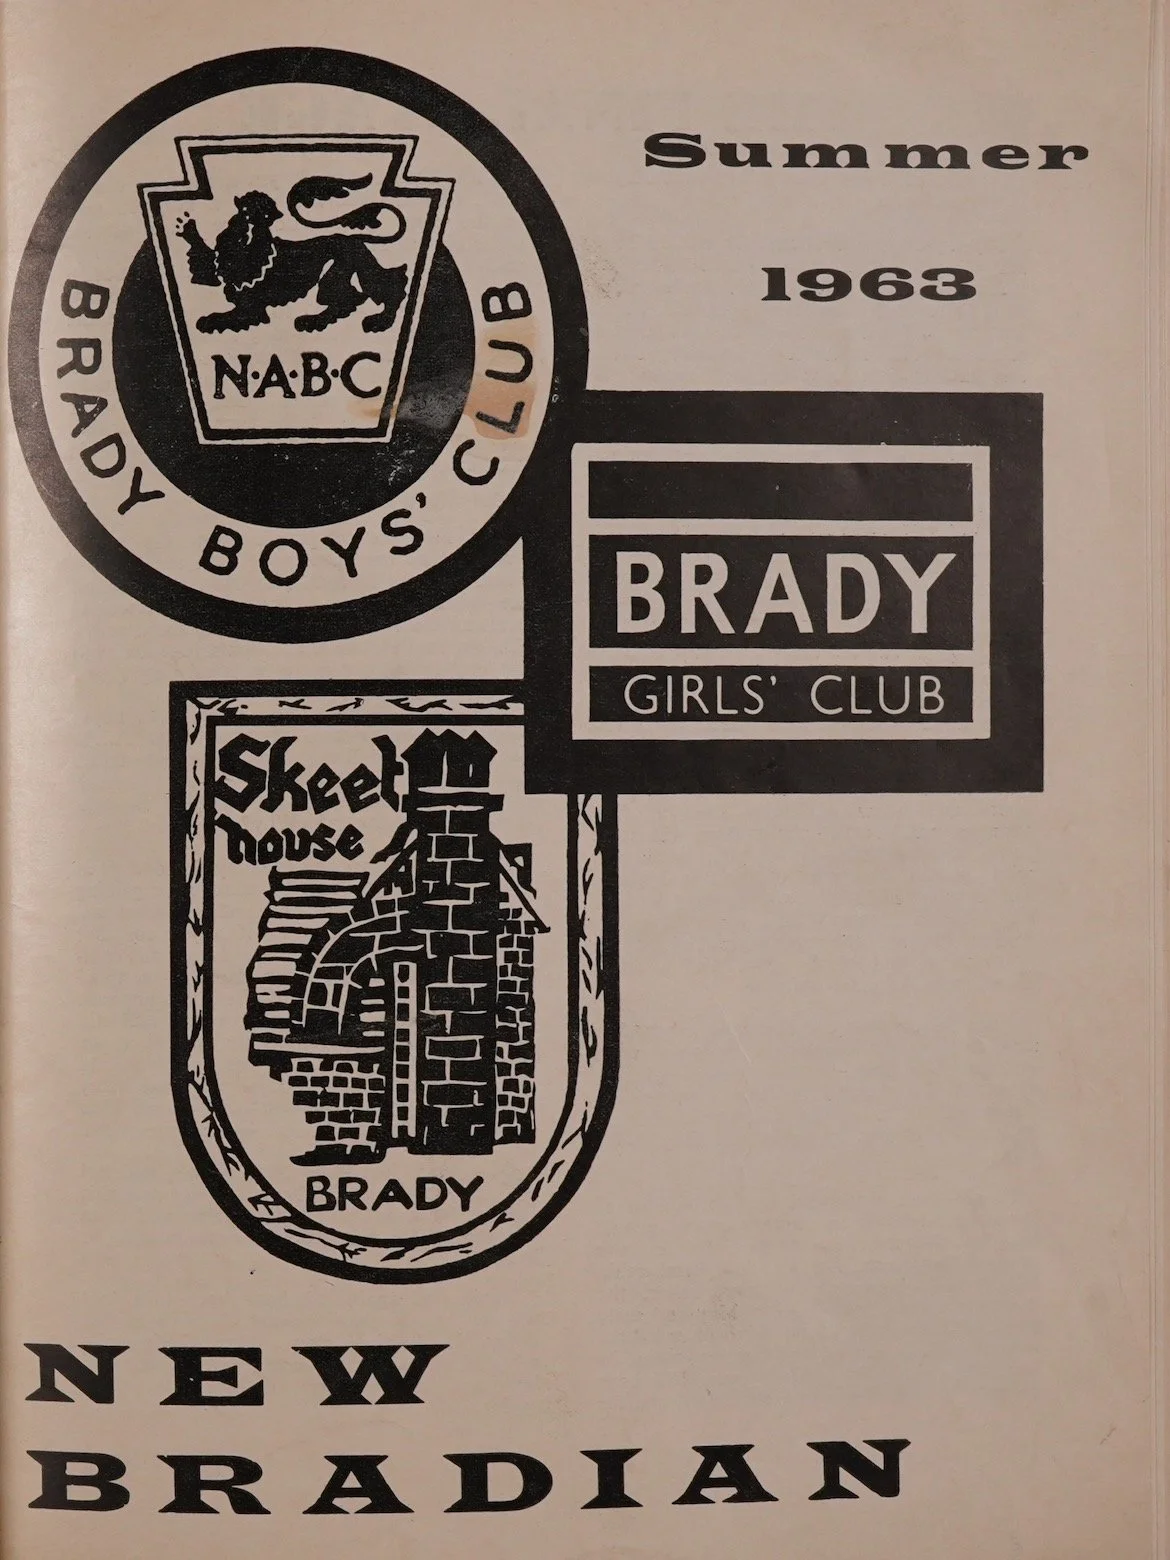 Summer
1963
N·A·B·C
BRADY BOYS' CLUB
BRADY
GIRLS' CLUB
Skeet
house
BRADY
NEW
BRADIAN